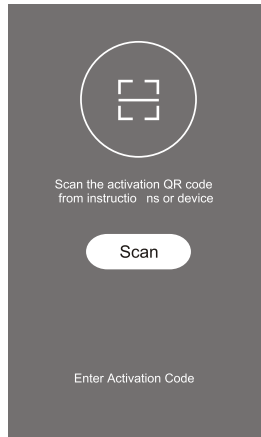 Scan the activation QR code
from instructio ns or device
Scan
Enter Activation Code